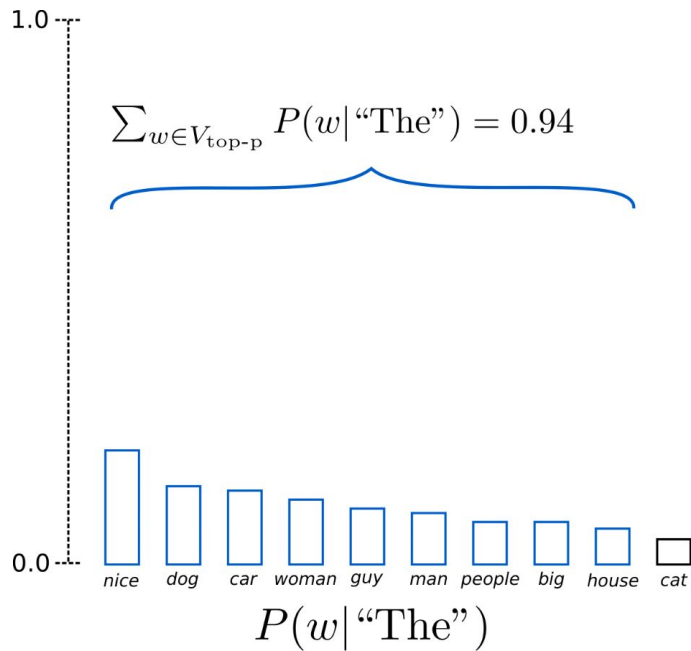 1.0
∑w∈Vtop-p P(w|“The”) = 0.94
0.0
nice dog car woman guy man people big house cat
P(w|“The”)